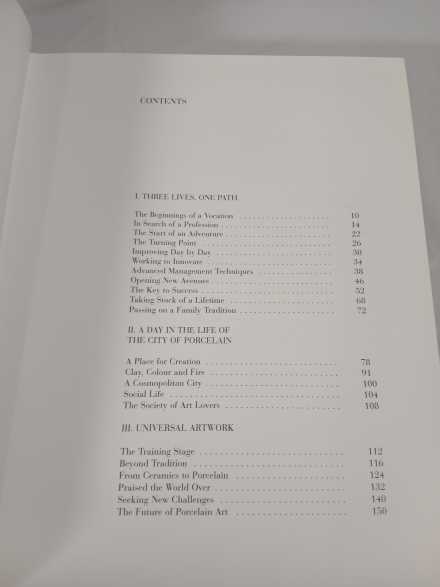 CONTENTS
I. THREE LIVES, ONE PATH
The Beginnings of a Vocation . . . . . . . . . . . . . . . . . . . . 10
In Search of a Profession . . . . . . . . . . . . . . . . . . . . 14
The Start of an Adventure . . . . . . . . . . . . . . . . . . . . 22
The Turning Point . . . . . . . . . . . . . . . . . . . . 26
Improving Day by Day . . . . . . . . . . . . . . . . . . . . 30
Working to Innovate . . . . . . . . . . . . . . . . . . . . 34
Advanced Management Techniques . . . . . . . . . . . . . . . . 38
Opening New Avenues . . . . . . . . . . . . . . . . . . . . 46
The Key to Success . . . . . . . . . . . . . . . . . . . . 52
Taking Stock of a Lifetime . . . . . . . . . . . . . . . . . . . . 68
Passing on a Family Tradition . . . . . . . . . . . . . . . . . . . . 72
II. A DAY IN THE LIFE OF
THE CITY OF PORCELAIN
A Place for Creation . . . . . . . . . . . . . . . . . . . . 78
Clay, Colour and Fire . . . . . . . . . . . . . . . . . . . . 91
A Cosmopolitan City . . . . . . . . . . . . . . . . . . . . 100
Social Life . . . . . . . . . . . . . . . . . . . . 104
The Society of Art Lovers . . . . . . . . . . . . . . . . . . . . 108
III. UNIVERSAL ARTWORK
The Training Stage . . . . . . . . . . . . . . . . . . . . 112
Beyond Tradition . . . . . . . . . . . . . . . . . . . . 116
From Ceramics to Porcelain . . . . . . . . . . . . . . . . . . . . 124
Praised the World Over . . . . . . . . . . . . . . . . . . . . 132
Seeking New Challenges . . . . . . . . . . . . . . . . . . . . 140
The Future of Porcelain Art . . . . . . . . . . . . . . . . . . . . 150